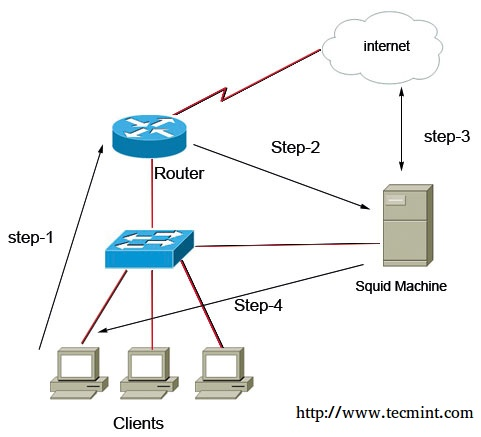 internet
step-3
Step-2
Router
step-1
Squid Machine
Step-4
Clients
http://www.tecmint.com